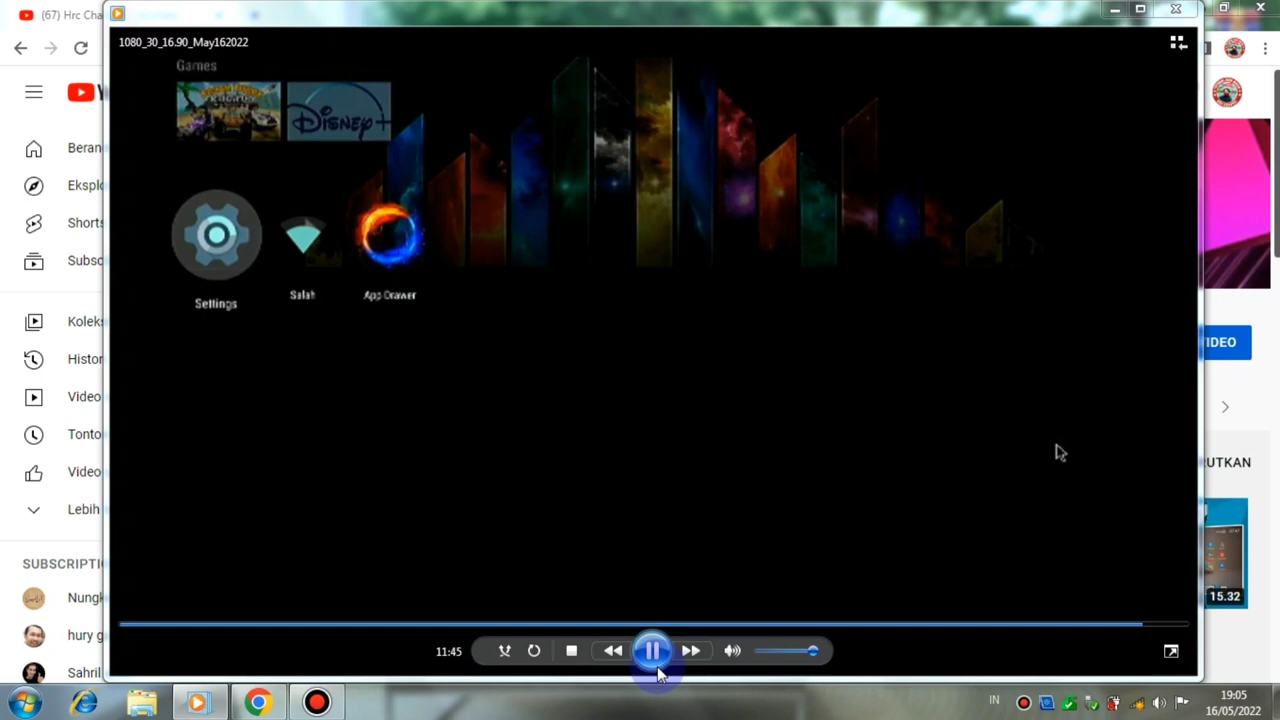 (67) Hrc Cha
1080_30_16.90_May162022
Games
DISNEY+
Settings
Salah
App Drawer
Beran
Eksplo
Shorts
Subsc
Koleks
Histor
Video
Tonto
Video
Lebih
SUBSCRIPTI
Nungk
hury g
Sahril
IDEO
UTKAN
15.32
11:45
IN
19:05
16/05/2022